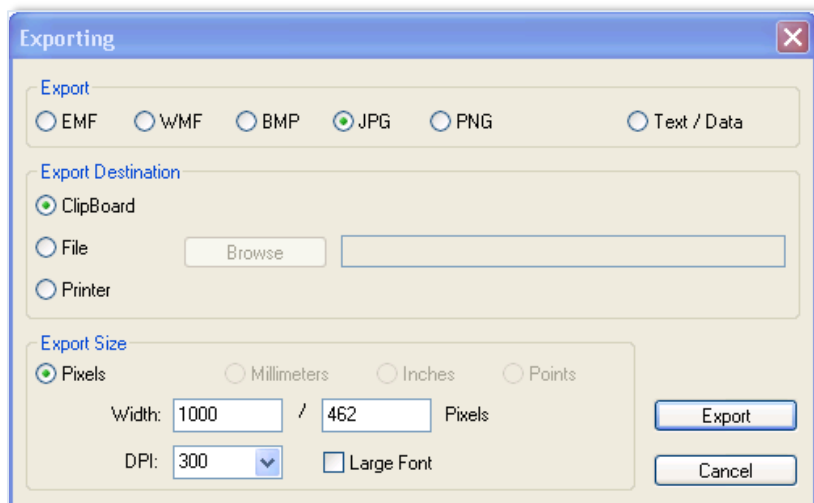 Exporting
Export
EMF WMF BMP JPG PNG Text / Data
Export Destination
ClipBoard
File Browse
Printer
Export Size
Pixels Millimeters Inches Points
Width: 1000 / 462 Pixels Export
DPI: 300 Large Font Cancel